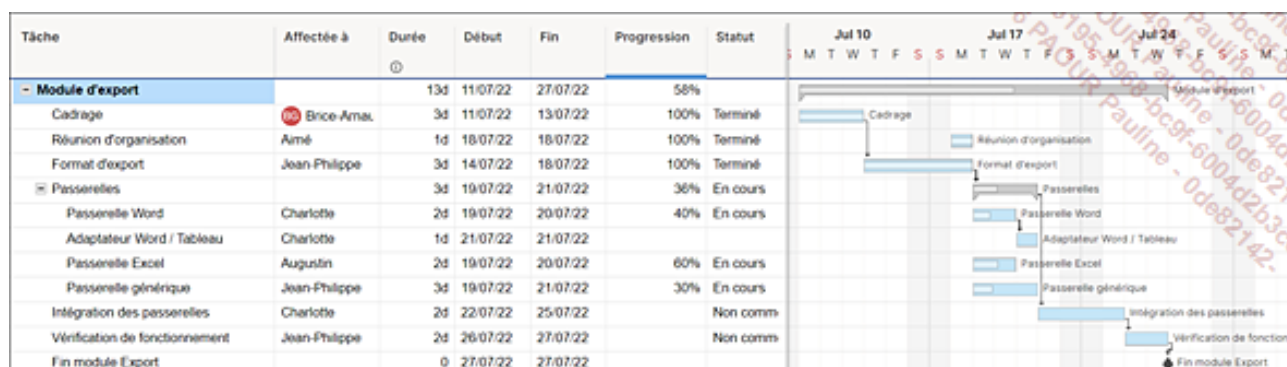 Tâche Affectée à Durée Début Fin Progression Statut Jul 10 Jul 17 Jul 24
S M T W T F S S M T W T F S S M T W T F S S M
Module d'export 13d 11/07/22 27/07/22 58% Module d'export
Cadrage BG Brice-Arnau 3d 11/07/22 13/07/22 100% Terminé Cadrage
Réunion d'organisation Aimé 1d 18/07/22 18/07/22 100% Terminé Réunion d'organisation
Format d'export Jean-Philippe 3d 14/07/22 18/07/22 100% Terminé Format d'export
Passerelles 3d 19/07/22 21/07/22 36% En cours Passerelles
Passerelle Word Charlotte 2d 19/07/22 20/07/22 40% En cours Passerelle Word
Adaptateur Word / Tableau Charlotte 1d 21/07/22 21/07/22 Adaptateur Word / Tableau
Passerelle Excel Augustin 2d 19/07/22 20/07/22 60% En cours Passerelle Excel
Passerelle générique Jean-Philippe 3d 19/07/22 21/07/22 30% En cours Passerelle générique
Intégration des passerelles Charlotte 2d 22/07/22 25/07/22 Non comm Intégration des passerelles
Vérification de fonctionnement Jean-Philippe 2d 26/07/22 27/07/22 Non comm Vérification de fonction
Fin module Export 0 27/07/22 27/07/22 Fin module Export